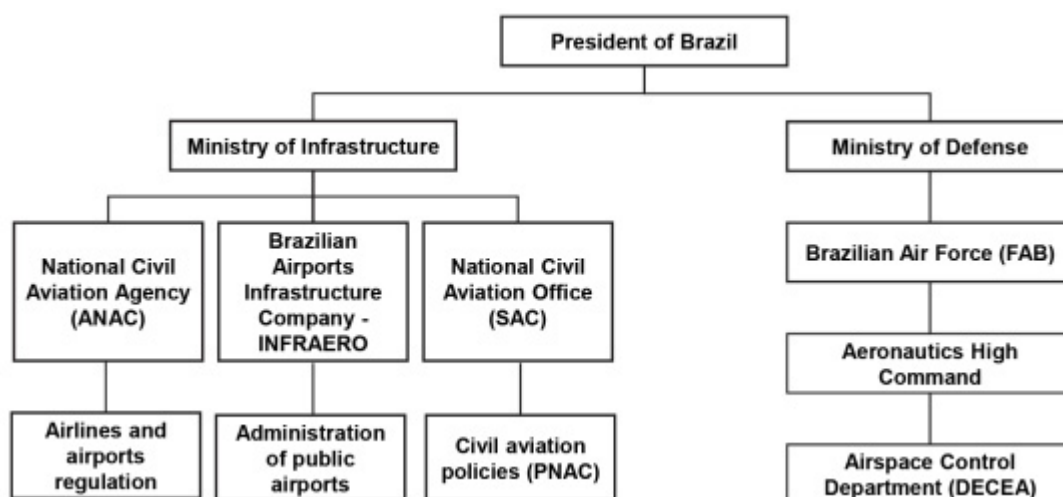 President of Brazil
Ministry of Infrastructure
Ministry of Defense
National Civil
Aviation Agency
(ANAC)
Brazilian
Airports
Infrastructure
Company -
INFRAERO
National Civil
Aviation Office
(SAC)
Brazilian Air Force (FAB)
Aeronautics High
Command
Airlines and
airports
regulation
Administration
of public
airports
Civil aviation
policies (PNAC)
Airspace Control
Department (DECEA)